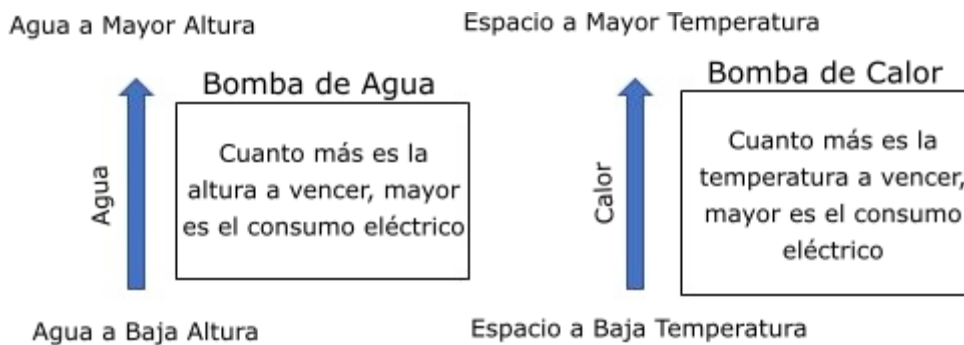 Agua a Mayor Altura
Bomba de Agua
Agua
Cuanto más es la
altura a vencer, mayor
es el consumo eléctrico
Agua a Baja Altura
Espacio a Mayor Temperatura
Bomba de Calor
Calor
Cuanto más es la
temperatura a vencer,
mayor es el consumo
eléctrico
Espacio a Baja Temperatura